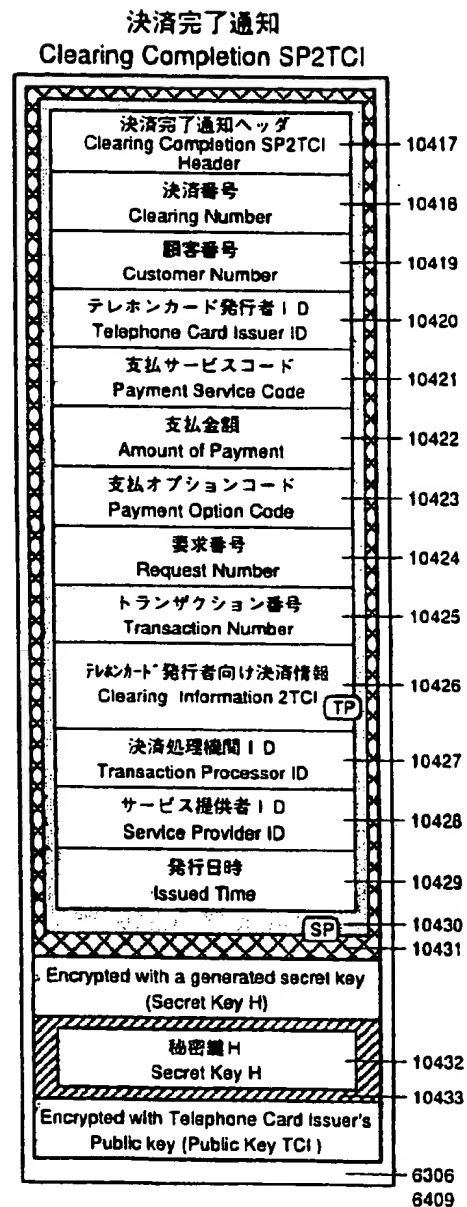 決済完了通知
Clearing Completion SP2TCI
決済完了通知ヘッダ
Clearing Completion SP2TCI
Header
10417
決済番号
Clearing Number
10418
顧客番号
Customer Number
10419
テレホンカード発行者ID
Telephone Card Issuer ID
10420
支払サービスコード
Payment Service Code
10421
支払金額
Amount of Payment
10422
支払オプションコード
Payment Option Code
10423
要求番号
Request Number
10424
トランザクション番号
Transaction Number
10425
テレホンカード発行者向け決済情報
Clearing Information 2TCI
10426
TP
決済処理機関ID
Transaction Processor ID
10427
サービス提供者ID
Service Provider ID
10428
発行日時
Issued Time
10429
SP
10430
10431
Encrypted with a generated secret key
(Secret Key H)
秘密鍵H
Secret Key H
10432
10433
Encrypted with Telephone Card Issuer's
Public key (Public Key TCI )
6306
6409